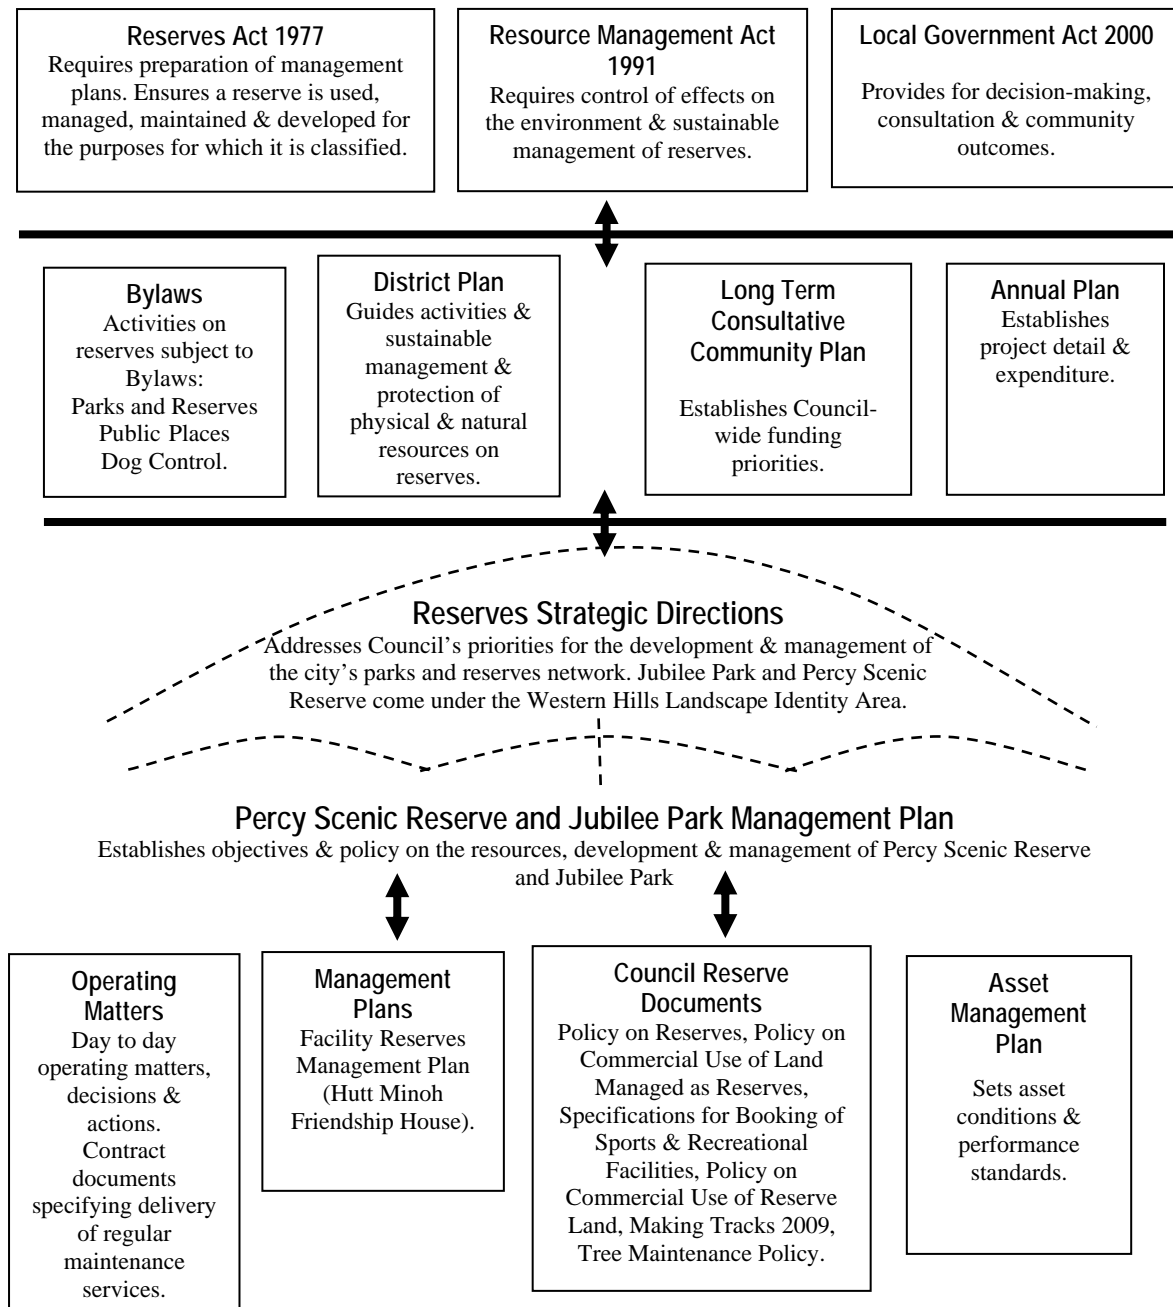 Reserves Act 1977
Requires preparation of management
plans. Ensures a reserve is used,
managed, maintained & developed for
the purposes for which it is classified.
Resource Management Act
1991
Requires control of effects on
the environment & sustainable
management of reserves.
Local Government Act 2000
Provides for decision-making,
consultation & community
outcomes.
Bylaws
Activities on
reserves subject to
Bylaws:
Parks and Reserves
Public Places
Dog Control.
District Plan
Guides activities &
sustainable
management &
protection of
physical & natural
resources on
reserves.
Long Term
Consultative
Community Plan
Establishes Council-
wide funding
priorities.
Annual Plan
Establishes
project detail &
expenditure.
Reserves Strategic Directions
Addresses Council's priorities for the development & management of
the city's parks and reserves network. Jubilee Park and Percy Scenic
Reserve come under the Western Hills Landscape Identity Area.
Percy Scenic Reserve and Jubilee Park Management Plan
Establishes objectives & policy on the resources, development & management of Percy Scenic Reserve
and Jubilee Park
Operating
Matters
Day to day
operating matters,
decisions &
actions.
Contract
documents
specifying delivery
of regular
maintenance
services.
Management
Plans
Facility Reserves
Management Plan
(Hutt Minoh
Friendship House).
Council Reserve
Documents
Policy on Reserves, Policy on
Commercial Use of Land
Managed as Reserves,
Specifications for Booking of
Sports & Recreational
Facilities, Policy on
Commercial Use of Reserve
Land, Making Tracks 2009,
Tree Maintenance Policy.
Asset
Management
Plan
Sets asset
conditions &
performance
standards.